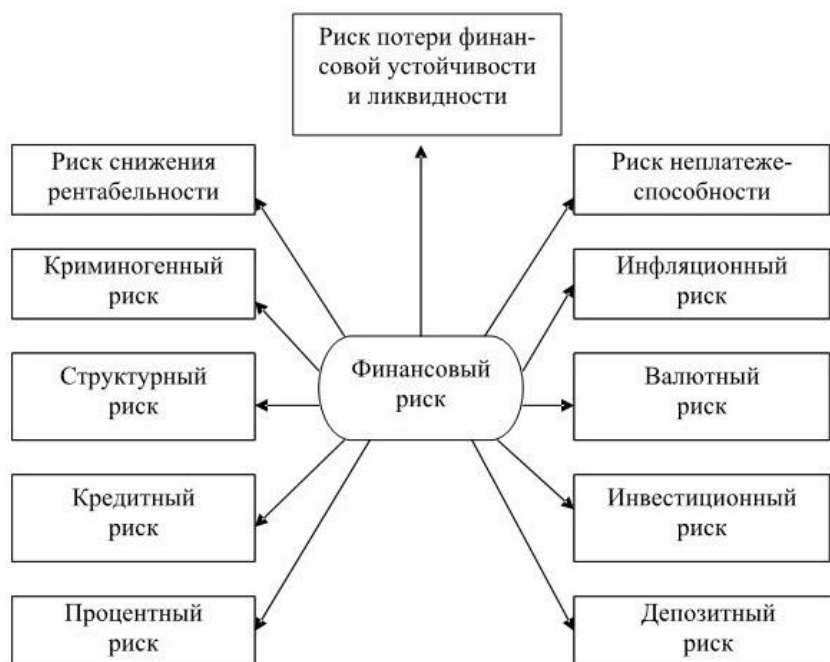 Риск потери финан-
совой устойчивости
и ликвидности
Риск снижения
рентабельности
Риск неплатеже-
способности
Криминогенный
риск
Инфляционный
риск
Структурный
риск
Финансовый
риск
Валютный
риск
Кредитный
риск
Инвестиционный
риск
Процентный
риск
Депозитный
риск